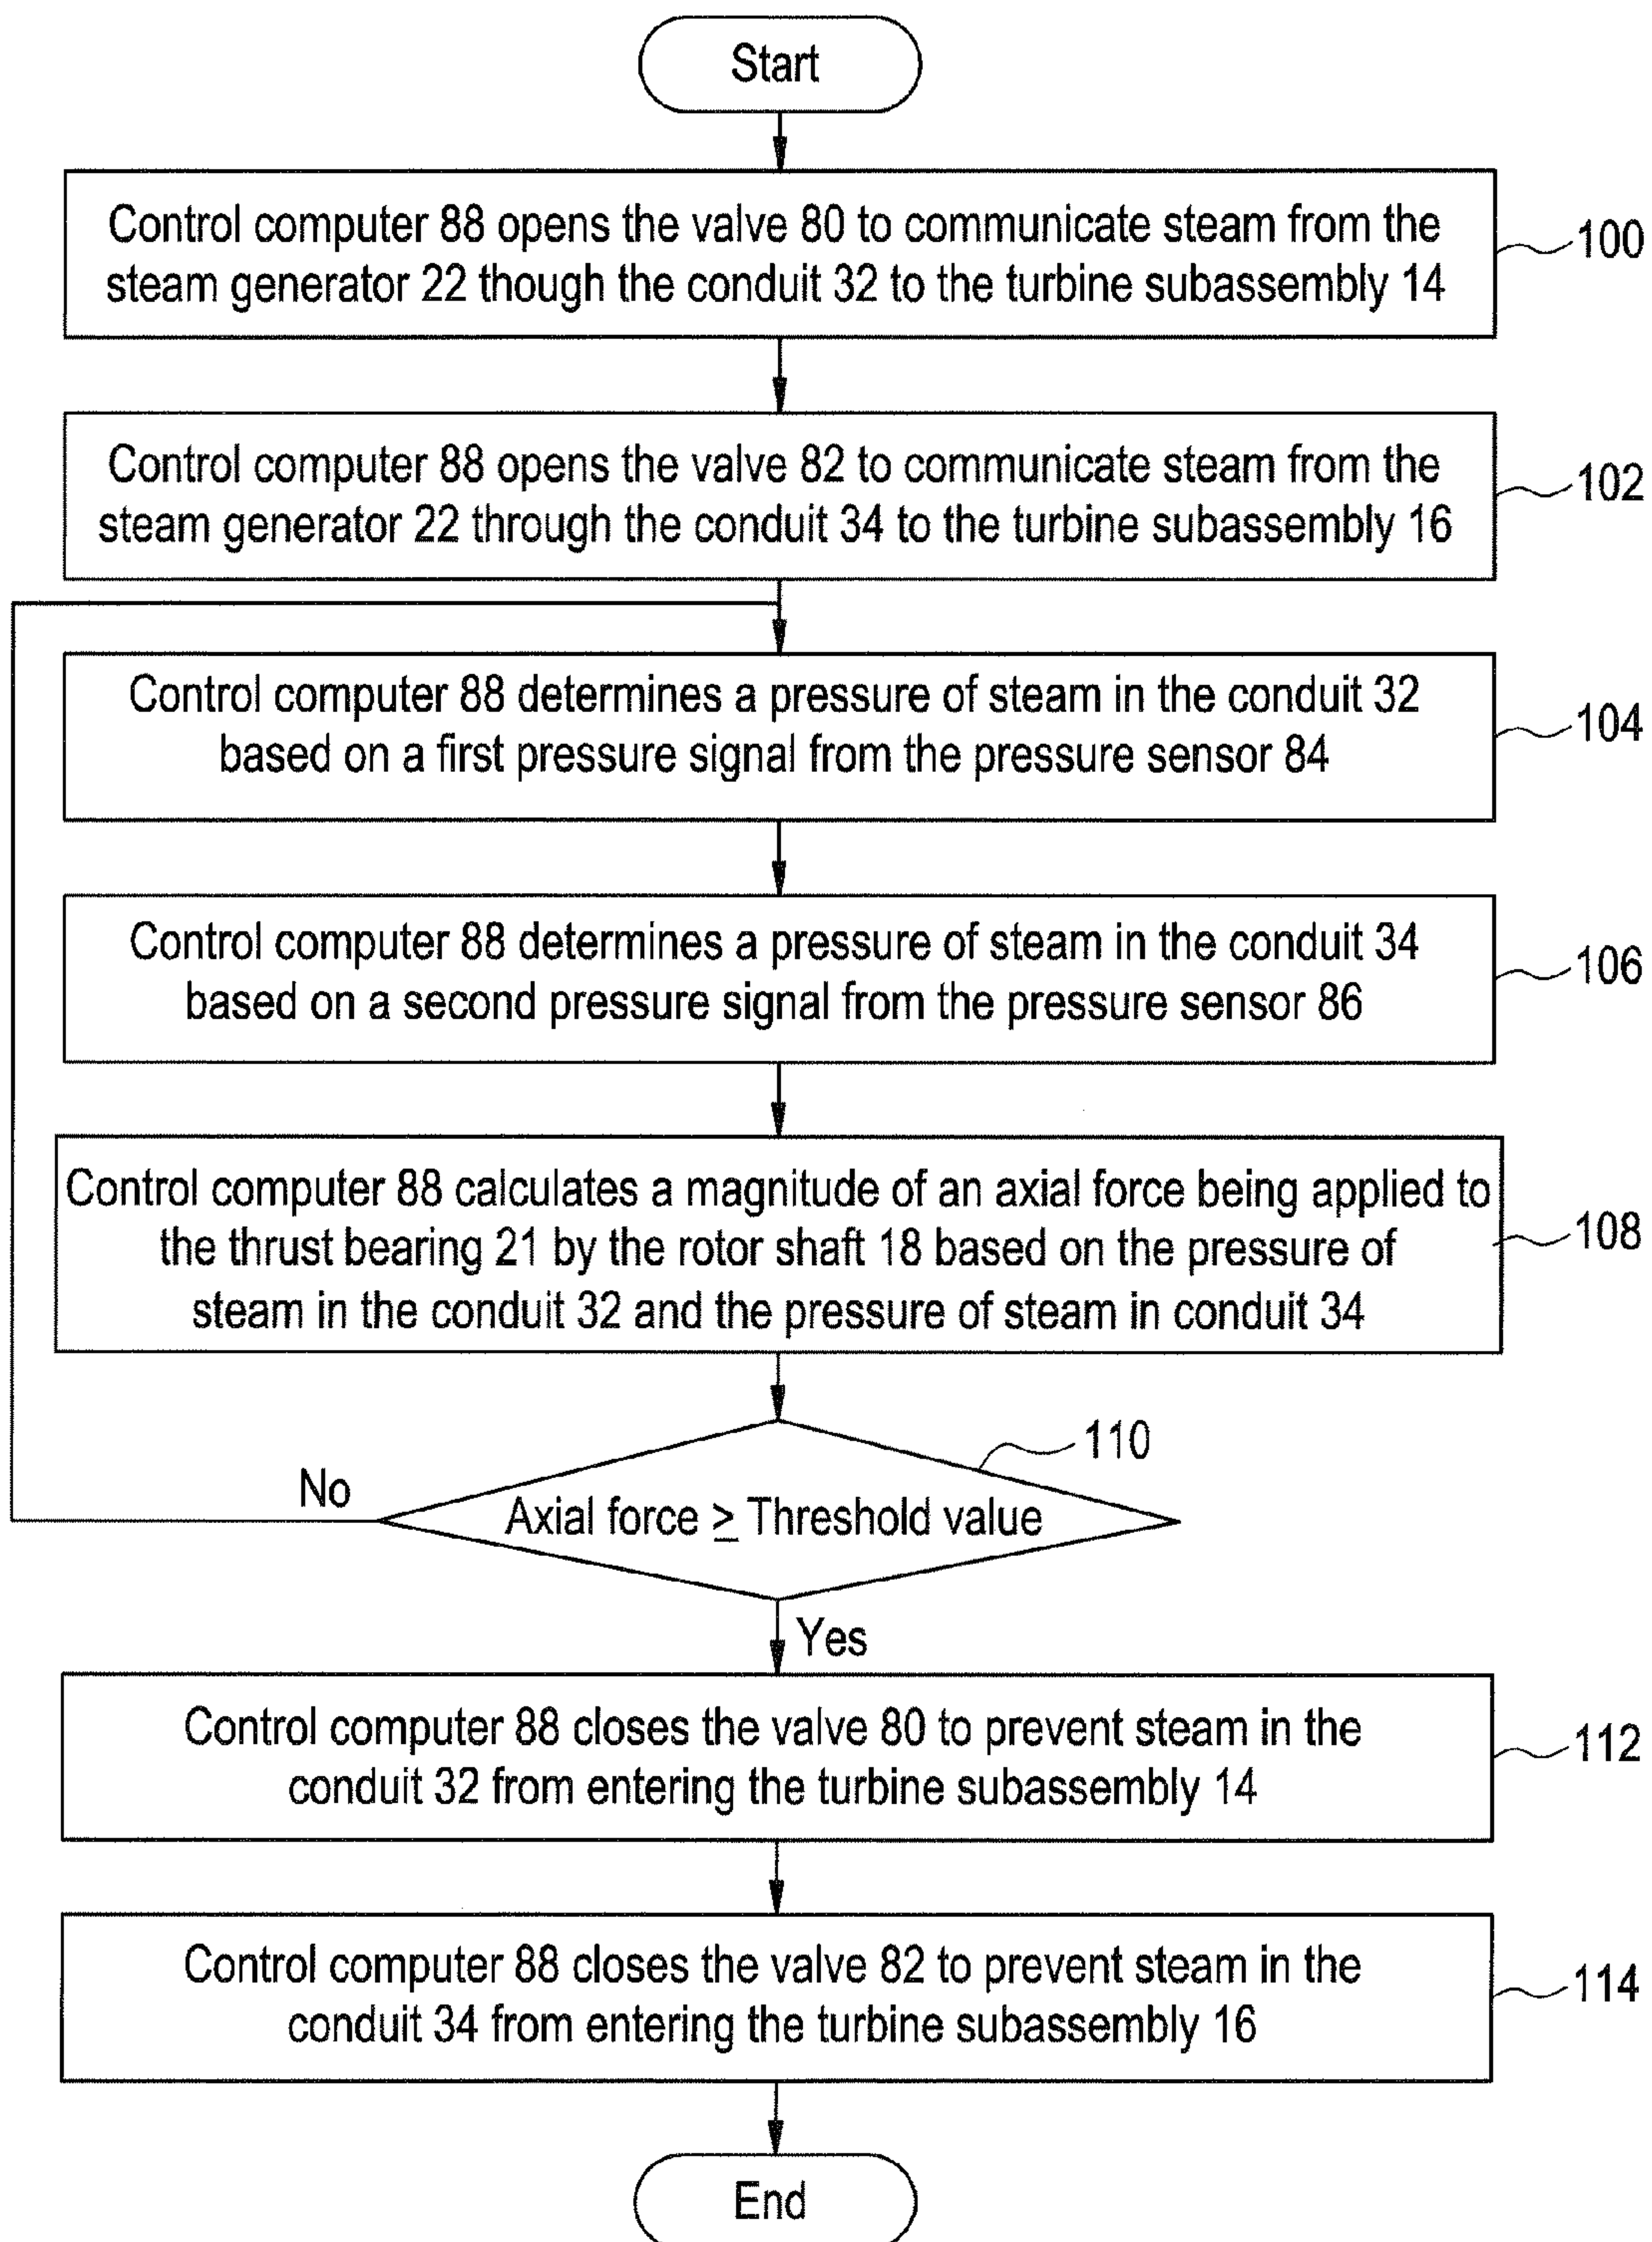 Start
Control computer 88 opens the valve 80 to communicate steam from the
steam generator 22 though the conduit 32 to the turbine subassembly 14
100
Control computer 88 opens the valve 82 to communicate steam from the
steam generator 22 through the conduit 34 to the turbine subassembly 16
102
Control computer 88 determines a pressure of steam in the conduit 32
based on a first pressure signal from the pressure sensor 84
104
Control computer 88 determines a pressure of steam in the conduit 34
based on a second pressure signal from the pressure sensor 86
106
Control computer 88 calculates a magnitude of an axial force being applied to
the thrust bearing 21 by the rotor shaft 18 based on the pressure of
steam in the conduit 32 and the pressure of steam in conduit 34
108
110
No
Axial force ≥ Threshold value
Yes
Control computer 88 closes the valve 80 to prevent steam in the
conduit 32 from entering the turbine subassembly 14
112
Control computer 88 closes the valve 82 to prevent steam in the
conduit 34 from entering the turbine subassembly 16
114
End